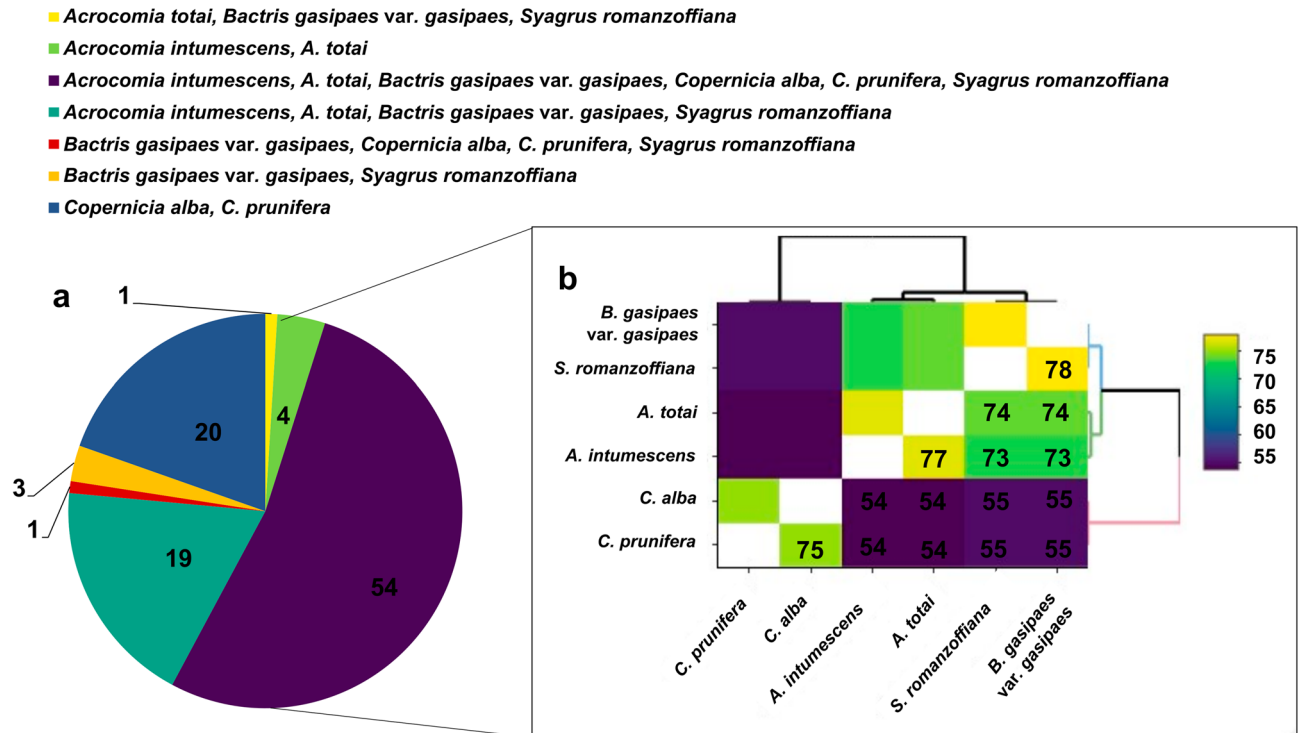 Acrocomia totai, Bactris gasipaes var. gasipaes, Syagrus romanzoffiana
Acrocomia intumescens, A. totai
Acrocomia intumescens, A. totai, Bactris gasipaes var. gasipaes, Copernicia alba, C. prunifera, Syagrus romanzoffiana
Acrocomia intumescens, A. totai, Bactris gasipaes var. gasipaes, Syagrus romanzoffiana
Bactris gasipaes var. gasipaes, Copernicia alba, C. prunifera, Syagrus romanzoffiana
Bactris gasipaes var. gasipaes, Syagrus romanzoffiana
Copernicia alba, C. prunifera
a
1
4
20
3
1
19
54
b
B. gasipaes
var. gasipaes
S. romanzoffiana
78
A. totai
74 74
A. intumescens
77 73 73
C. alba
54 54 55 55
C. prunifera
75 54 54 55 55
C. prunifera
C. alba
A. intumescens
A. totai
S. romanzoffiana
B. gasipaes
var. gasipaes
75
70
65
60
55